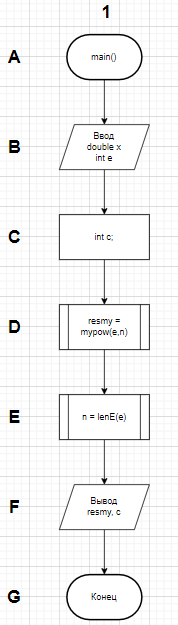 1
A
main()
B
Ввод
double x
int e
C
int c;
D
resmy =
mypow(e,n)
E
n = lenE(e)
F
Вывод
resmy, c
G
Конец